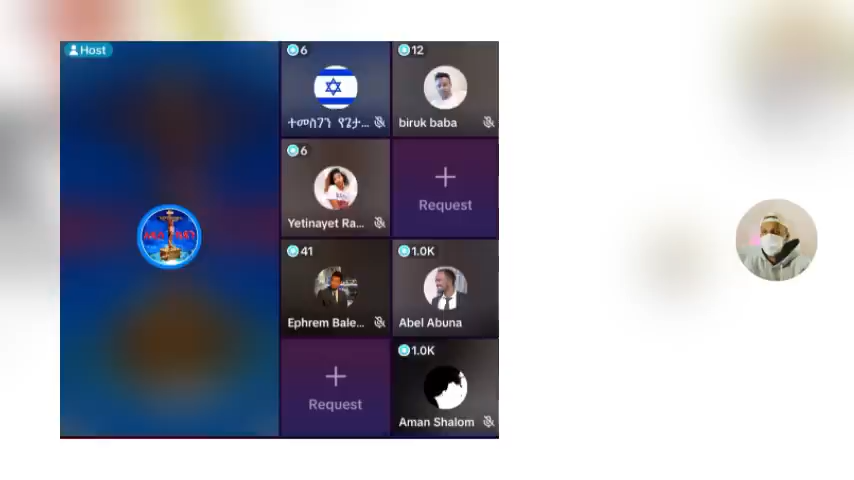 Host
6
12
ተመስገን የጌታ...
biruk baba
6
Request
Yetinayet Ra...
41
1.0K
Ephrem Bale...
Abel Abuna
1.0K
Request
Aman Shalom